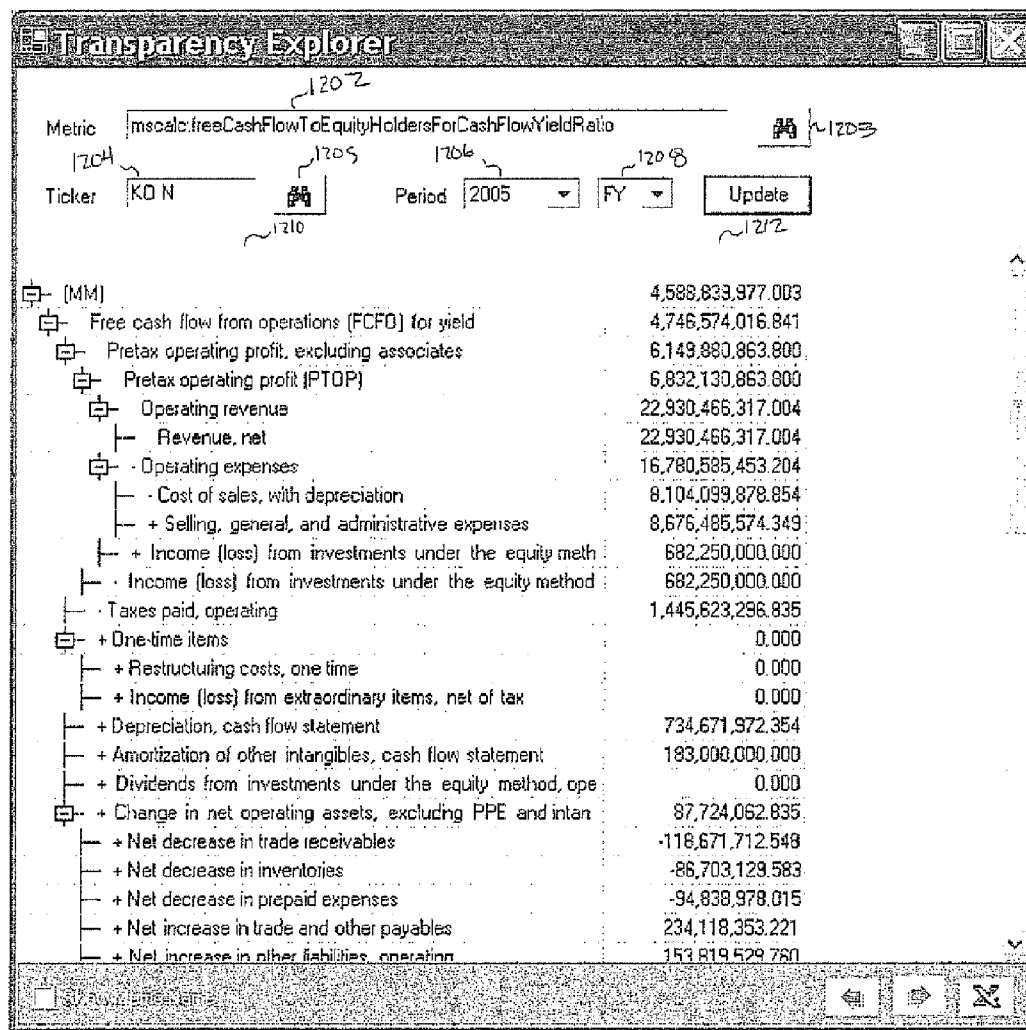 Transparency Explorer
1202
Metric mscalc:freeCashFlowToEquityHoldersForCashFlowYieldRatio 1203
1204 1205 1206 1208
Ticker KO N Period 2005 FY Update
1210 1212
(MM) 4,588,839,977.003
Free cash flow from operations (FCFO) for yield 4,746,574,016.841
Pretax operating profit, excluding associates 6,149,880,863.800
Pretax operating profit (PTOP) 6,832,130,863.800
Operating revenue 22,930,466,317.004
Revenue, net 22,930,466,317.004
- Operating expenses 16,780,585,453.204
- Cost of sales, with depreciation 8,104,099,878.854
+ Selling, general, and administrative expenses 8,676,485,574.349
+ Income (loss) from investments under the equity meth 682,250,000.000
- Income (loss) from investments under the equity method 682,250,000.000
- Taxes paid, operating 1,445,623,296.835
+ One-time items 0.000
+ Restructuring costs, one time 0.000
+ Income (loss) from extraordinary items, net of tax 0.000
+ Depreciation, cash flow statement 734,671,972.354
+ Amortization of other intangibles, cash flow statement 183,000,000.000
+ Dividends from investments under the equity method, ope 0.000
+ Change in net operating assets, excluding PPE and intan 87,724,062.835
+ Net decrease in trade receivables -118,671,712.548
+ Net decrease in inventories -86,703,129.583
+ Net decrease in prepaid expenses -94,838,978.015
+ Net increase in trade and other payables 234,118,353.221
+ Net increase in other liabilities, operating 153,819,529.760